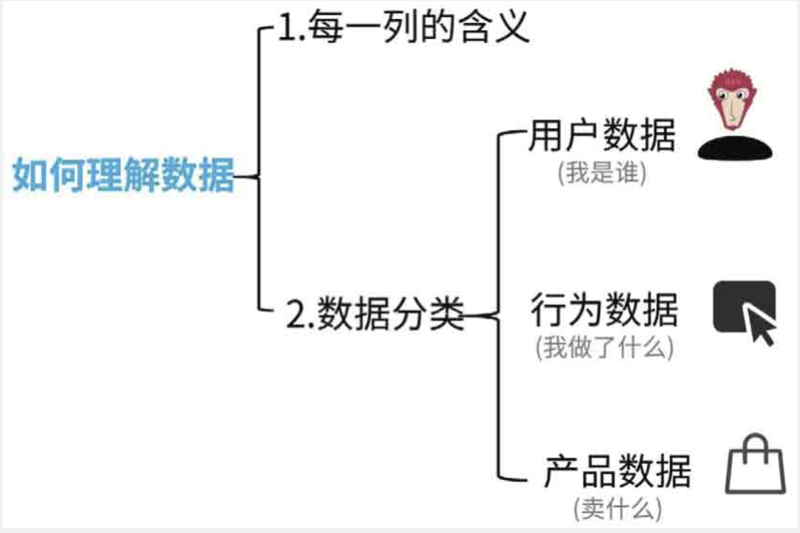 1.每一列的含义
如何理解数据
用户数据
(我是谁)
2.数据分类
行为数据
(我做了什么)
产品数据
(卖什么)